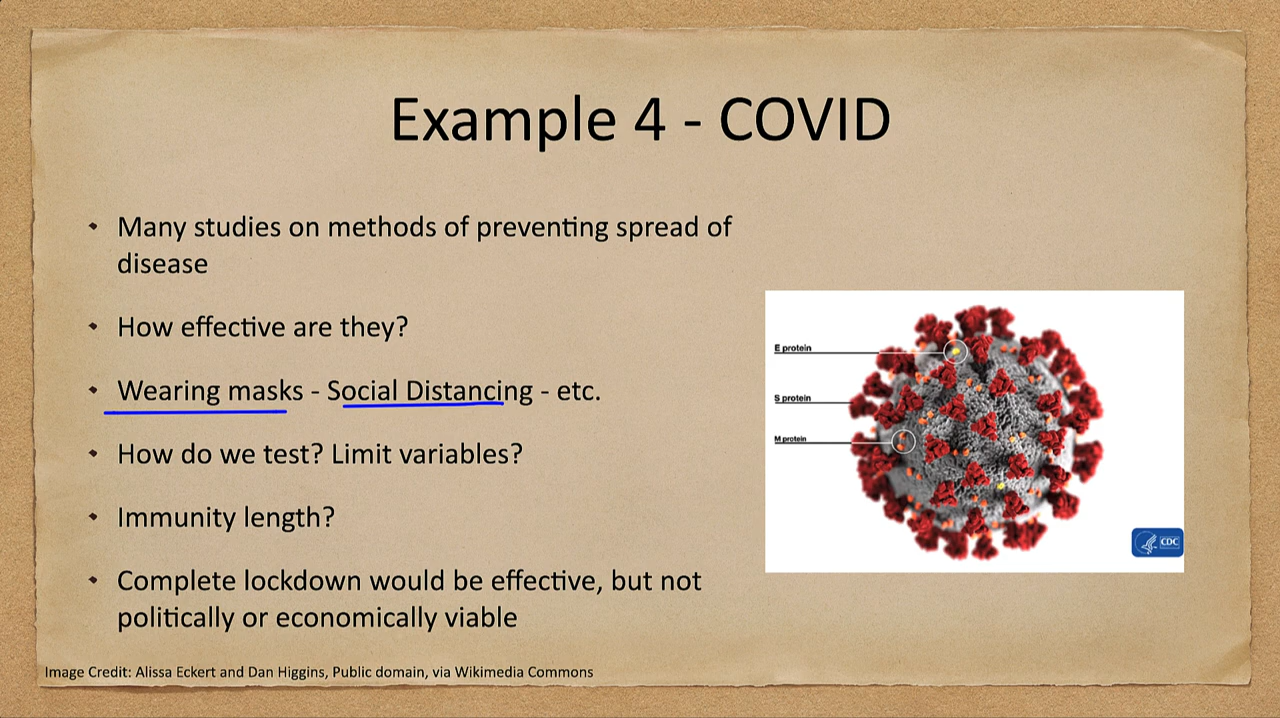 Example 4 - COVID
• Many studies on methods of preventing spread of
disease
• How effective are they?
• Wearing masks - Social Distancing - etc.
• How do we test? Limit variables?
• Immunity length?
• Complete lockdown would be effective, but not
politically or economically viable
E protein
S protein
M protein
CDC
Image Credit: Alissa Eckert and Dan Higgins, Public domain, via Wikimedia Commons